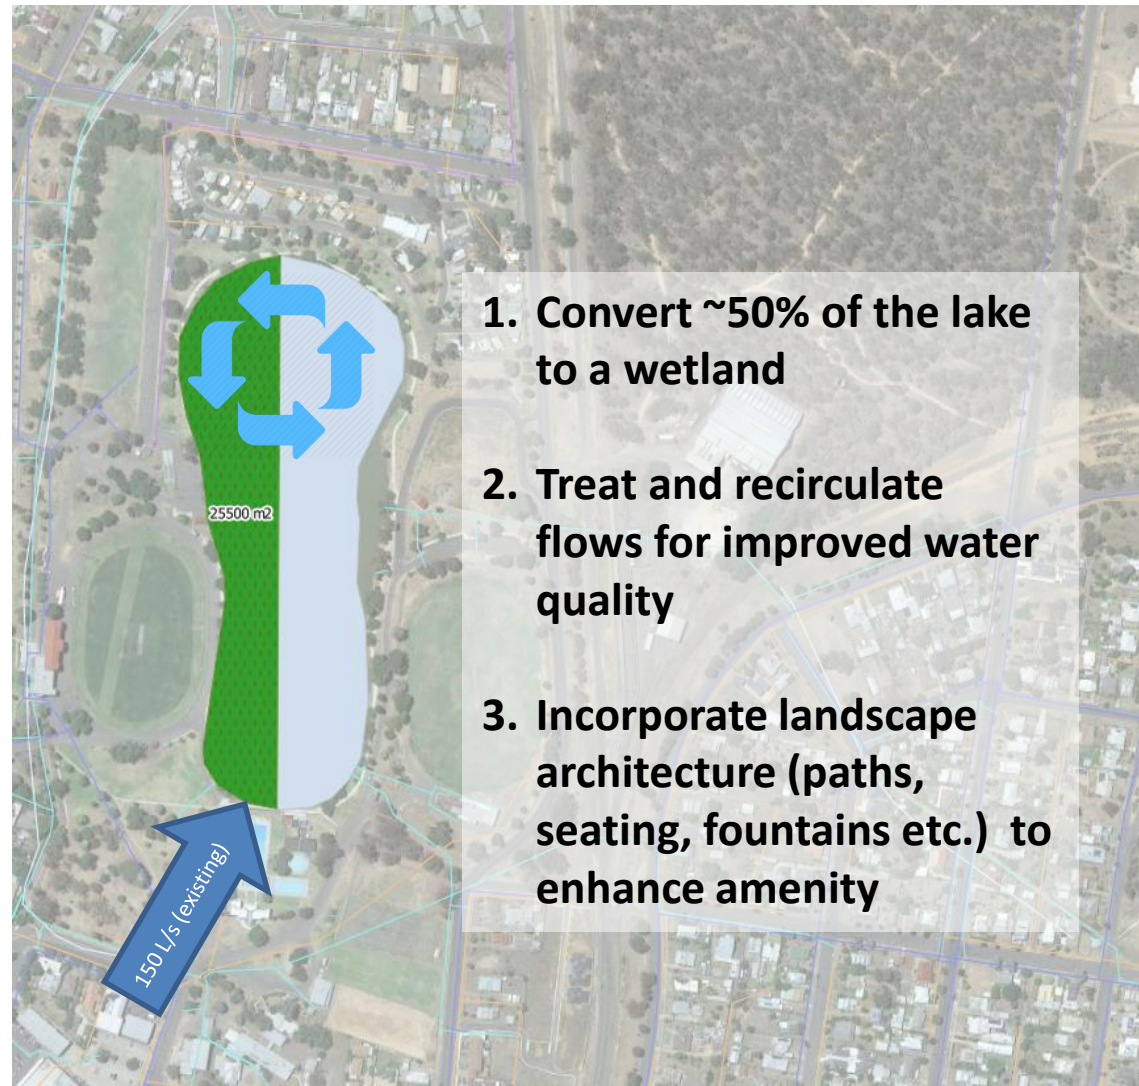 1. Convert ~50% of the lake
to a wetland
2. Treat and recirculate
flows for improved water
quality
3. Incorporate landscape
architecture (paths,
seating, fountains etc.)  to
enhance amenity
25500 m2
150 L/s (existing)